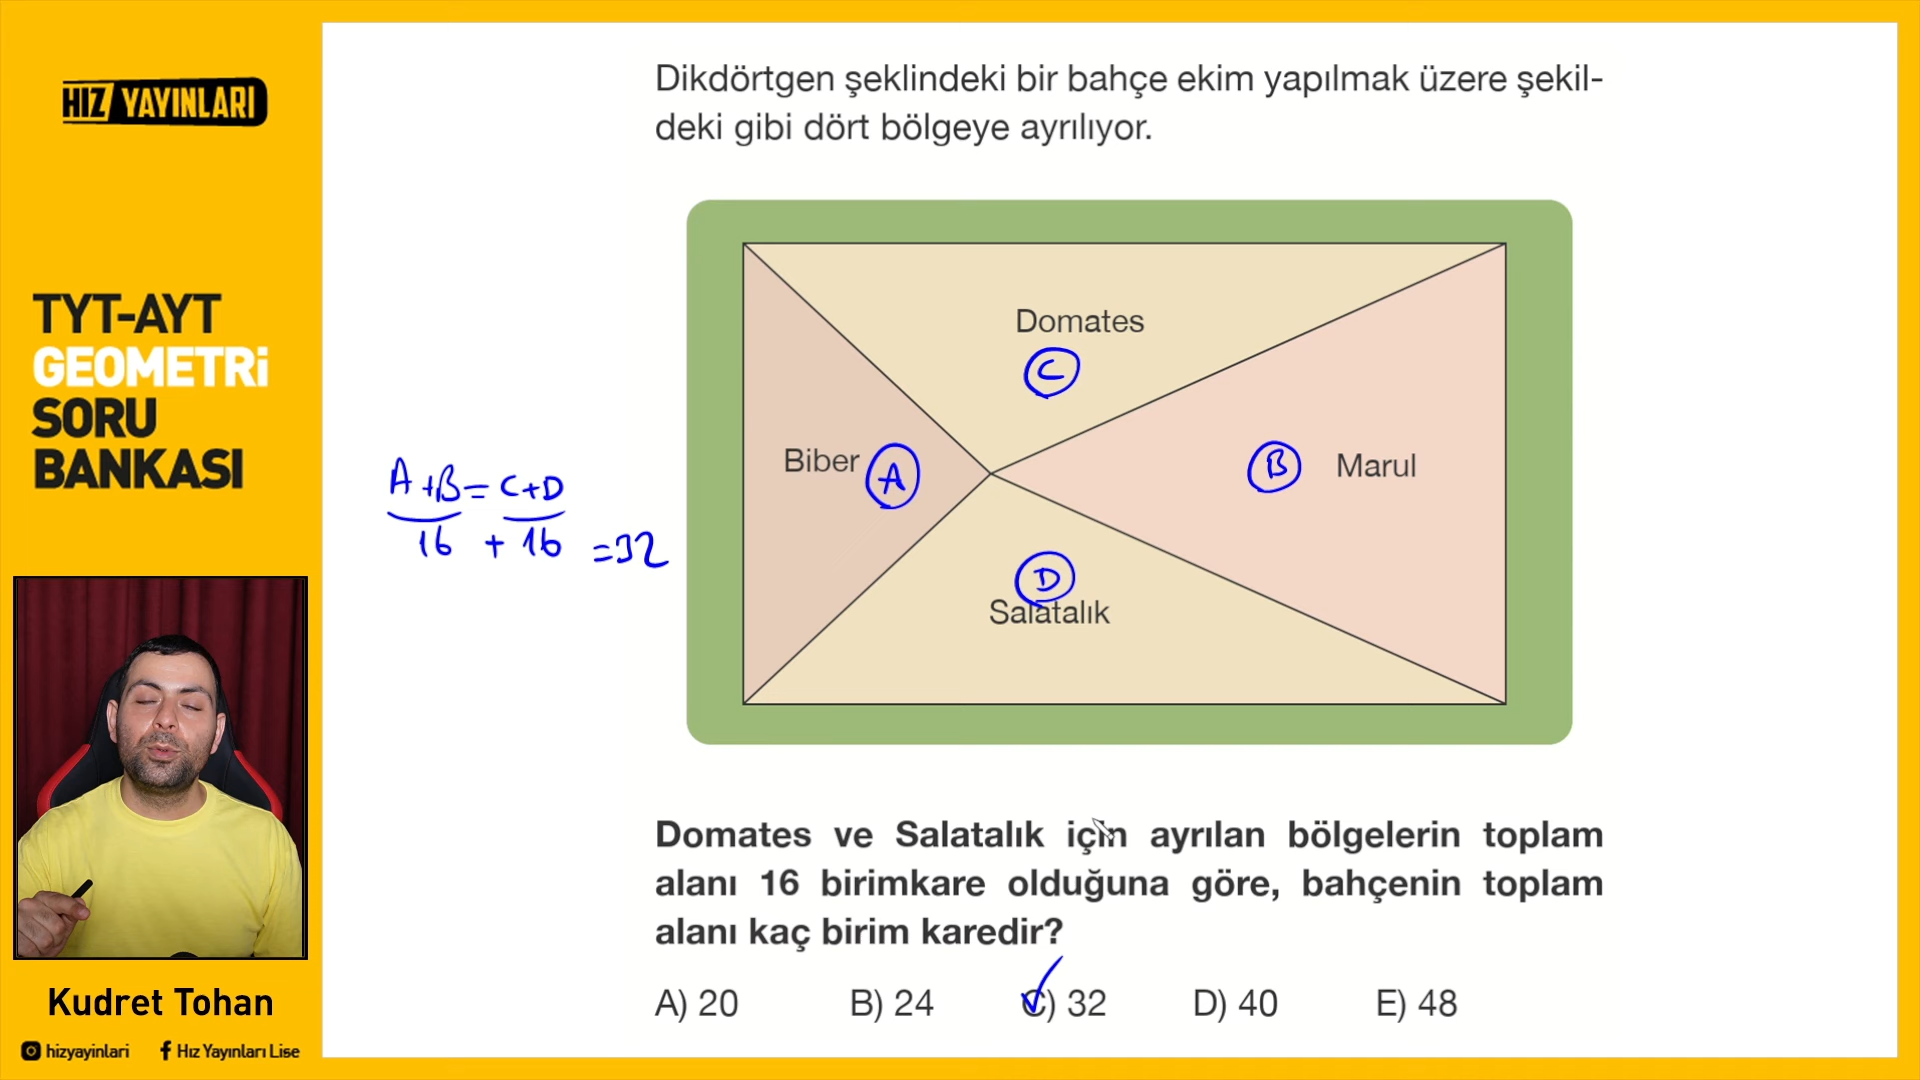 HIZ YAYINLARI
TYT-AYT
GEOMETRİ
SORU
BANKASI
Kudret Tohan
hizyayinlari
Hız Yayınları Lise
Dikdörtgen şeklindeki bir bahçe ekim yapılmak üzere şekil-
deki gibi dört bölgeye ayrılıyor.
Domates
C
Biber
A
B
Marul
D
Salatalık
A+B=C+D
16 + 16 =32
Domates ve Salatalık için ayrılan bölgelerin toplam
alanı 16 birimkare olduğuna göre, bahçenin toplam
alanı kaç birim karedir?
A) 20 B) 24 C) 32 D) 40 E) 48